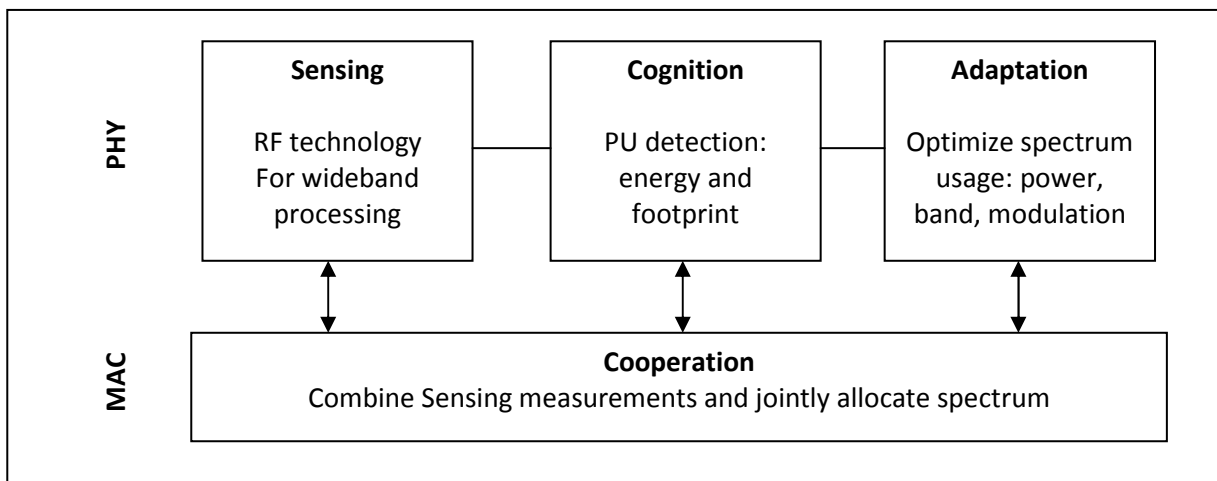 PHY
Sensing
RF technology
For wideband
processing
Cognition
PU detection:
energy and
footprint
Adaptation
Optimize spectrum
usage: power,
band, modulation
MAC
Cooperation
Combine Sensing measurements and jointly allocate spectrum